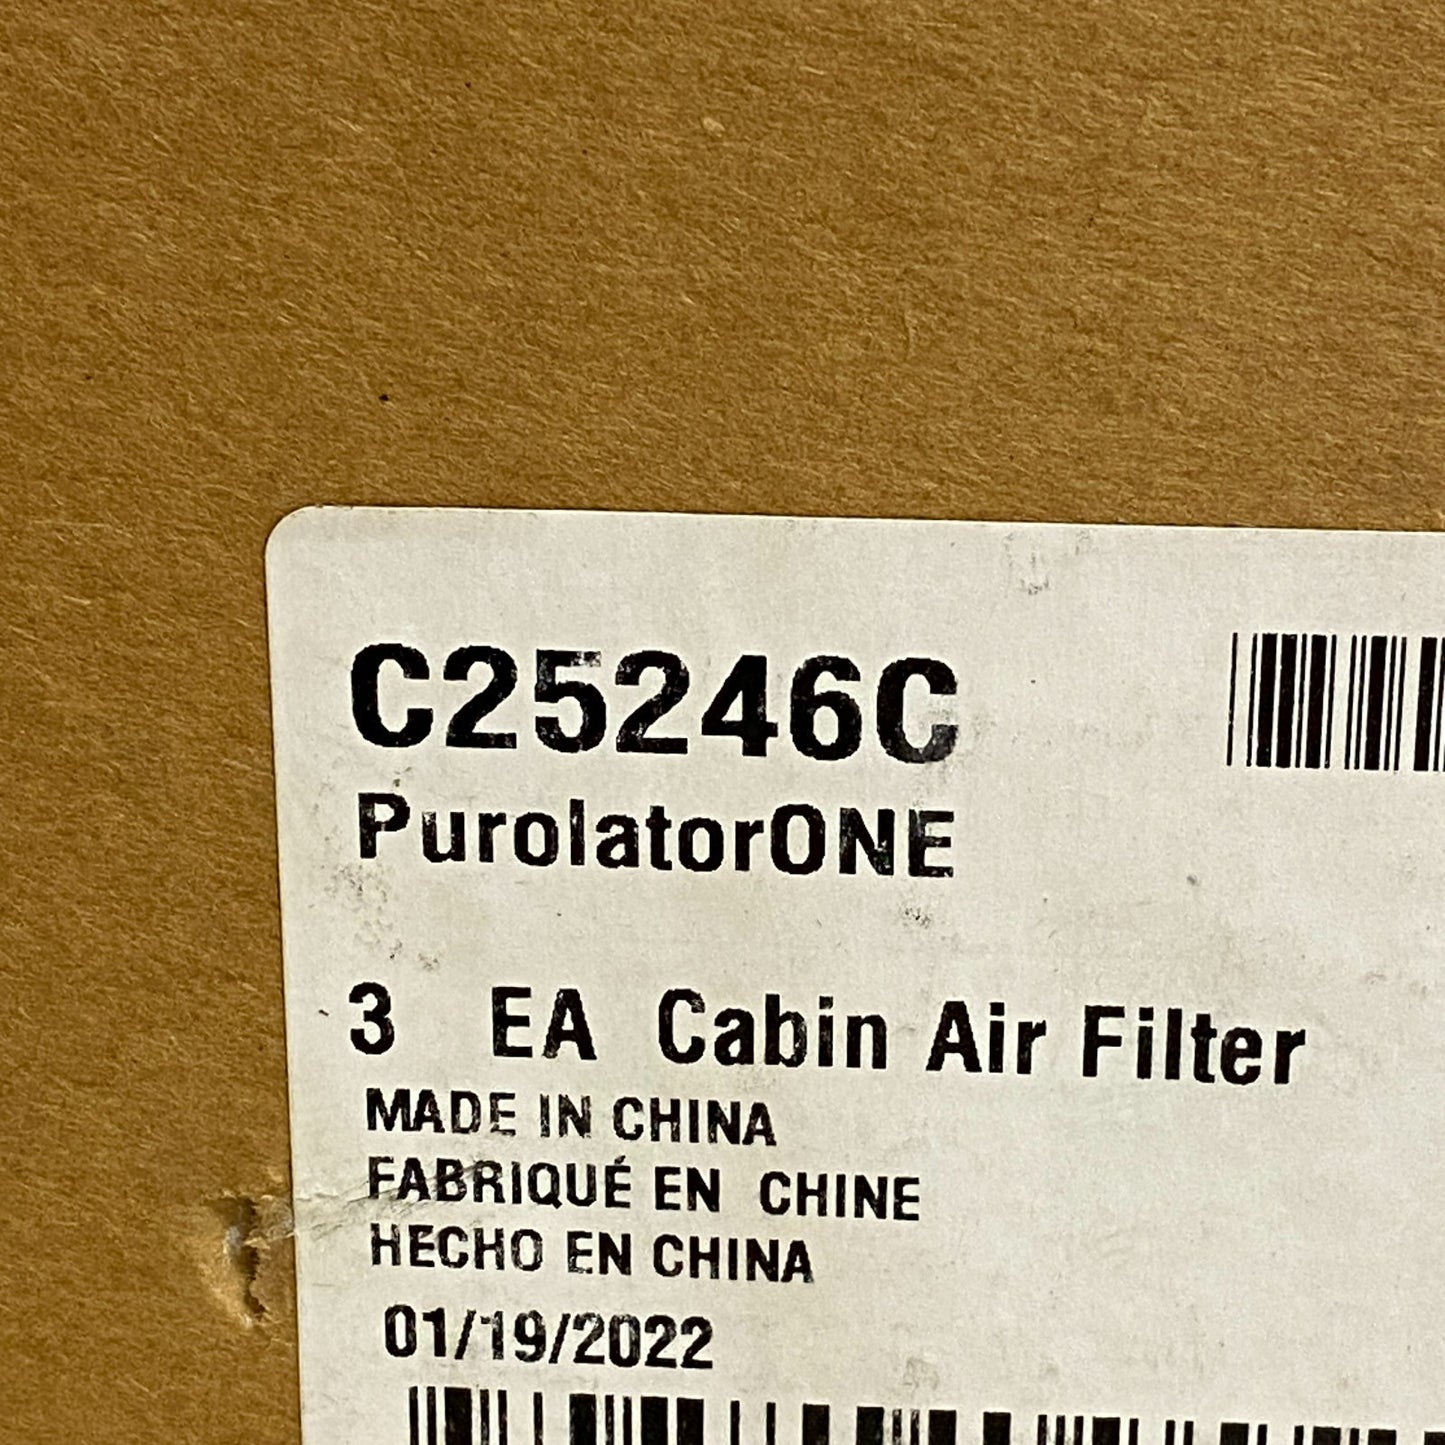 C25246C
PurolatorONE
3 EA Cabin Air Filter
MADE IN CHINA
FABRIQUÉ EN CHINE
HECHO EN CHINA
01/19/2022